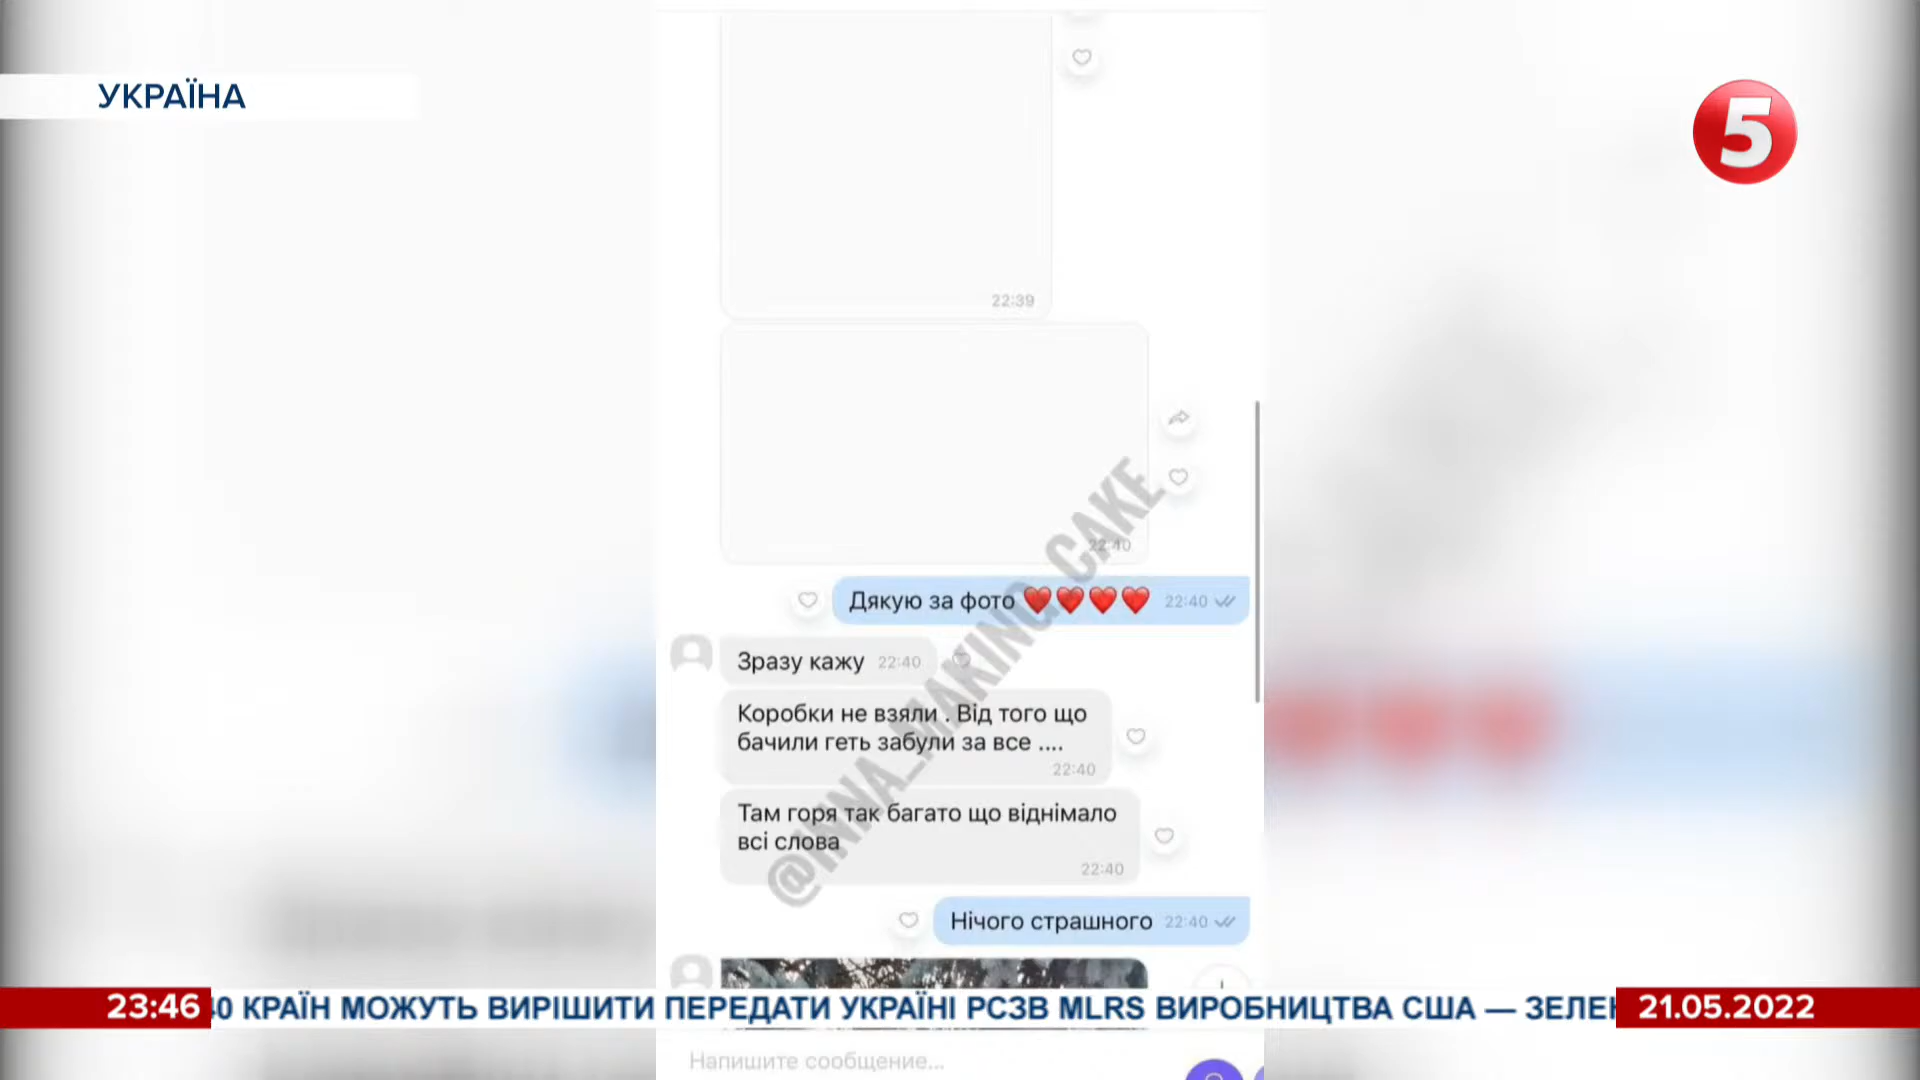 УКРАЇНА
5
22:39
22:40
Дякую за фото ❤️❤️❤️❤️ 22:40
Зразу кажу 22:40
Коробки не взяли . Від того що
бачили геть забули за все ....
22:40
Там горя так багато що віднімало
всі слова
22:40
Нічого страшного 22:40
@INNA_MAKING_CAKE
23:46 40 КРАЇН МОЖУТЬ ВИРІШИТИ ПЕРЕДАТИ УКРАЇНІ РСЗВ MLRS ВИРОБНИЦТВА США — ЗЕЛЕН 21.05.2022
Напишите сообщение...